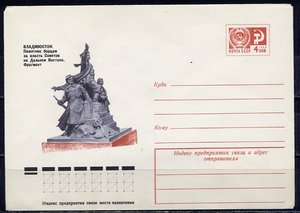 ВЛАДИВОСТОК
Памятник борцам
за власть Советов
на Дальнем Востоке.
Фрагмент
ПОЧТА СССР
4 КОП.
Куда
Кому
Индекс предприятия связи и адрес
отправителя
Индекс предприятия связи места назначения